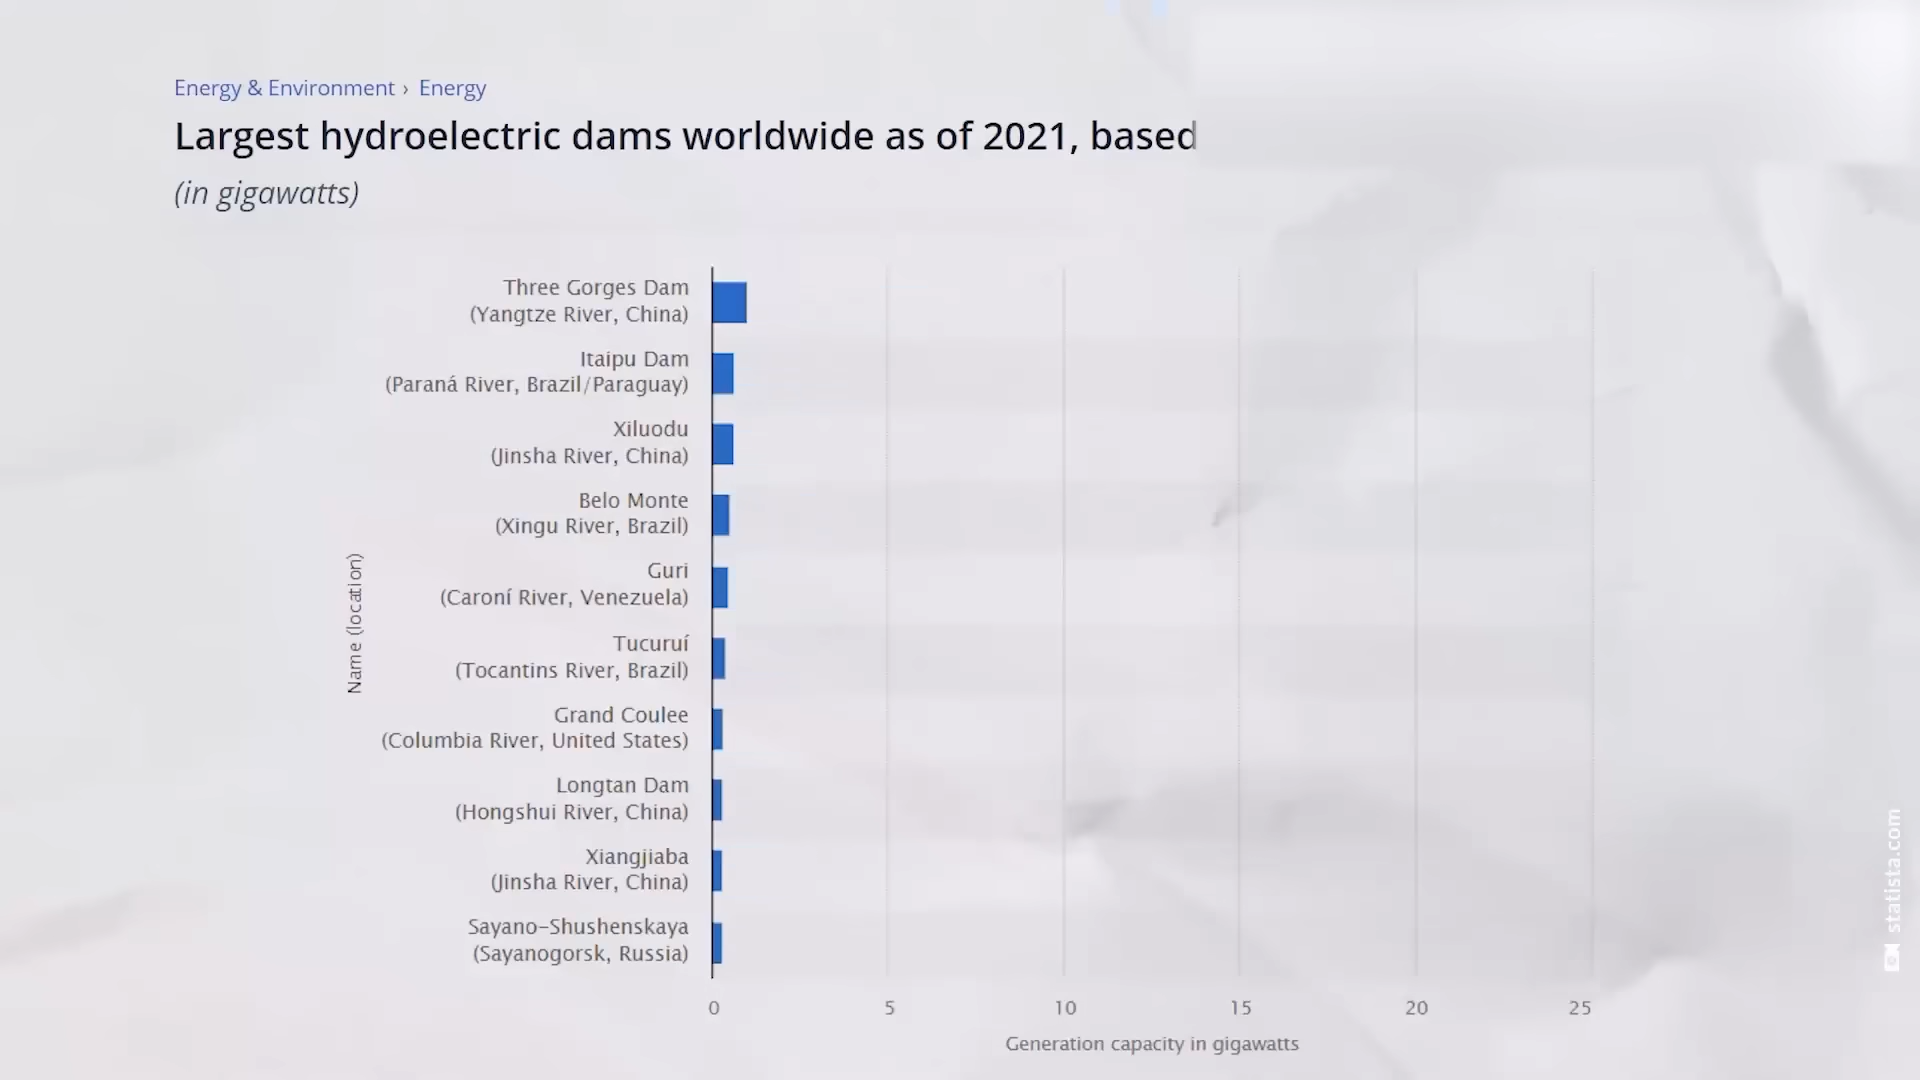 Energy & Environment › Energy
Largest hydroelectric dams worldwide as of 2021, based
(in gigawatts)
Name (location)
Three Gorges Dam
(Yangtze River, China)
Itaipu Dam
(Paraná River, Brazil/Paraguay)
Xiluodu
(Jinsha River, China)
Belo Monte
(Xingu River, Brazil)
Guri
(Caroní River, Venezuela)
Tucuruí
(Tocantins River, Brazil)
Grand Coulee
(Columbia River, United States)
Longtan Dam
(Hongshui River, China)
Xiangjiaba
(Jinsha River, China)
Sayano-Shushenskaya
(Sayanogorsk, Russia)
0 5 10 15 20 25
Generation capacity in gigawatts
statista.com